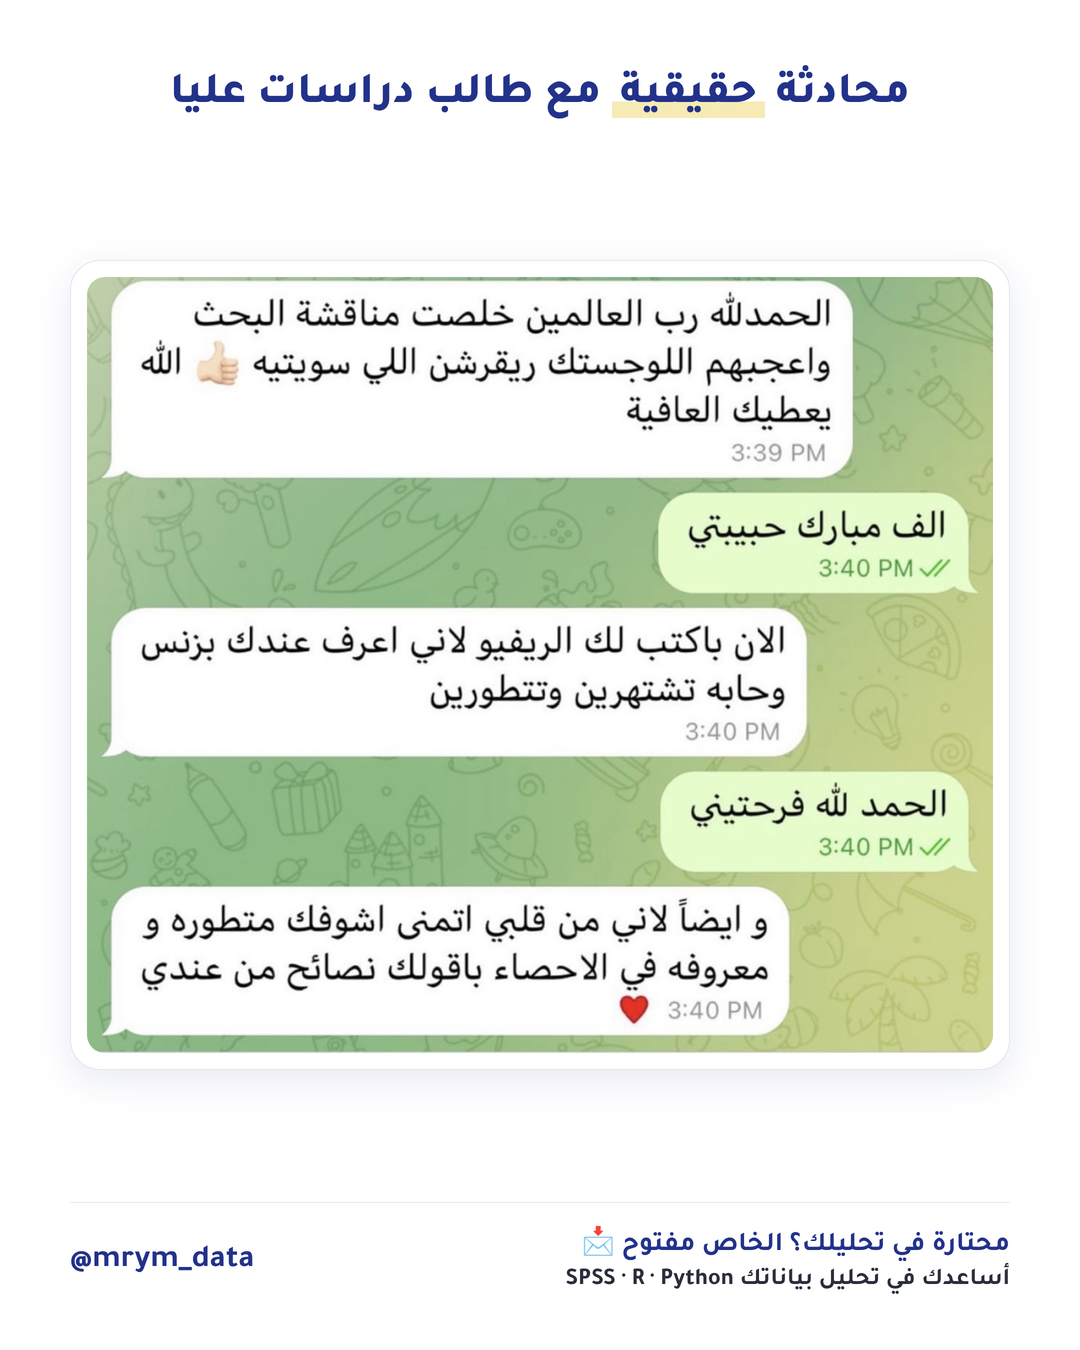 محادثة حقيقية مع طالب دراسات عليا
الحمدلله رب العالمين خلصت مناقشة البحث
واعجبهم اللوجستك ريقرشن اللي سويتيه 👍🏻 الله
يعطيك العافية
3:39 PM
الف مبارك حبيبتي
3:40 PM
الان باكتب لك الريفيو لاني اعرف عندك بزنس
وحابه تشتهرين وتتطورين
3:40 PM
الحمد لله فرحتيني
3:40 PM
و ايضاً لاني من قلبي اتمنى اشوفك متطوره و
معروفه في الاحصاء باقولك نصائح من عندي
♥️ 3:40 PM
محتارة في تحليلك؟ الخاص مفتوح 📩
أساعدك في تحليل بياناتك SPSS · R · Python
@mrym_data